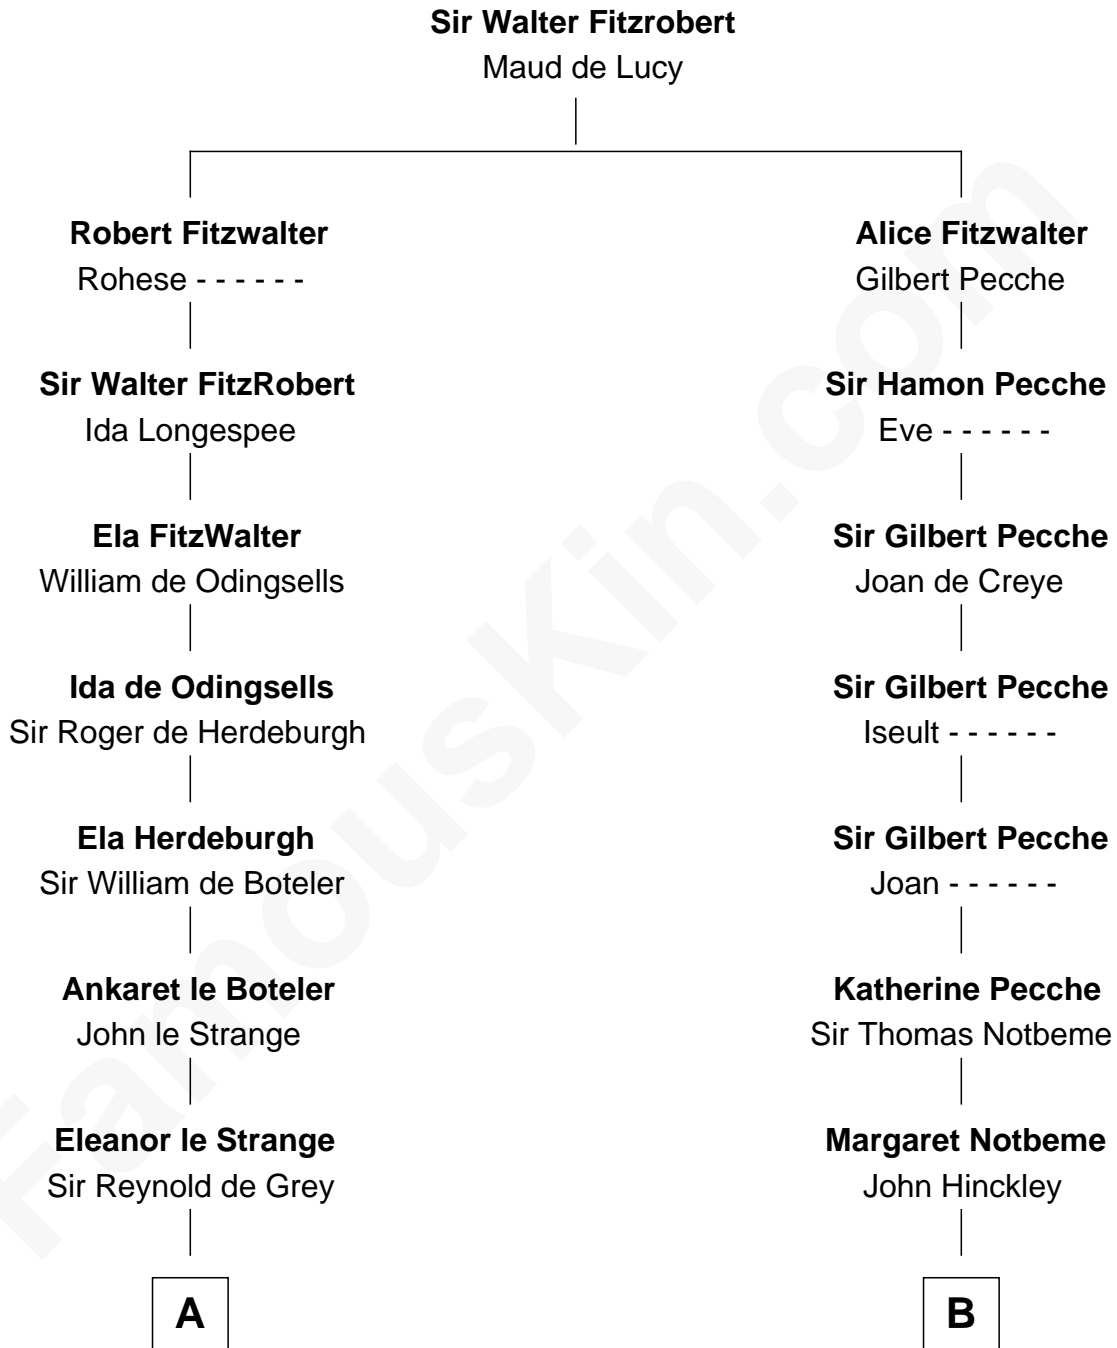 Sir Walter Fitzrobert
Maud de Lucy
Robert Fitzwalter
Rohese - - - - - -
Sir Walter FitzRobert
Ida Longespee
Ela FitzWalter
William de Odingsells
Ida de Odingsells
Sir Roger de Herdeburgh
Ela Herdeburgh
Sir William de Boteler
Ankaret le Boteler
John le Strange
Eleanor le Strange
Sir Reynold de Grey
A
Alice Fitzwalter
Gilbert Pecche
Sir Hamon Pecche
Eve - - - - - -
Sir Gilbert Pecche
Joan de Creye
Sir Gilbert Pecche
Iseult - - - - - -
Sir Gilbert Pecche
Joan - - - - - -
Katherine Pecche
Sir Thomas Notbeme
Margaret Notbeme
John Hinckley
B
FamousKin.com